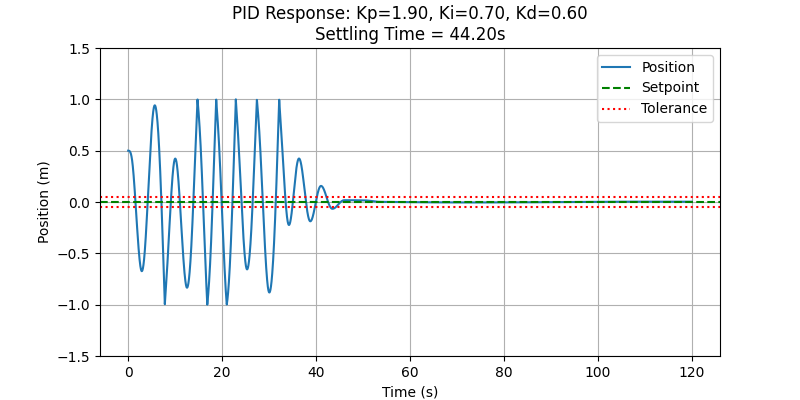 PID Response: Kp=1.90, Ki=0.70, Kd=0.60
Settling Time = 44.20s
Position
Setpoint
Tolerance
1.5
1.0
0.5
0.0
−0.5
−1.0
−1.5
Position (m)
0
20
40
60
80
100
120
Time (s)